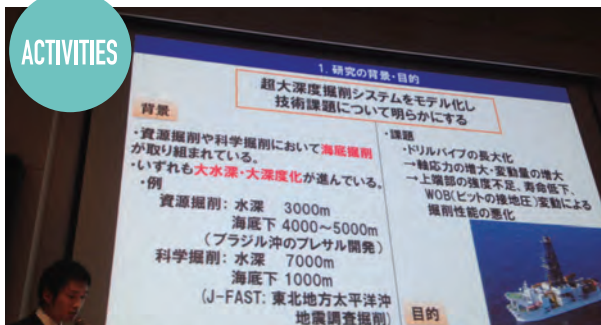 ACTIVITIES
1. 研究の背景・目的
超大深度掘削システムをモデル化し
技術課題について明らかにする
背景
・資源掘削や科学掘削において海底掘削
が取り組まれている。
・いずれも大水深・大深度化が進んでいる。
・例
資源掘削: 水深 3000m
海底下 4000～5000m
(ブラジル沖のプレサル開発)
科学掘削: 水深 7000m
海底下 1000m
(J-FAST: 東北地方太平洋沖
地震調査掘削)
・課題
・ドリルパイプの長大化
→軸応力の増大・変動量の増大
→上端部の強度不足、寿命低下、
WOB(ビットの接地圧)変動による
掘削性能の悪化
目的